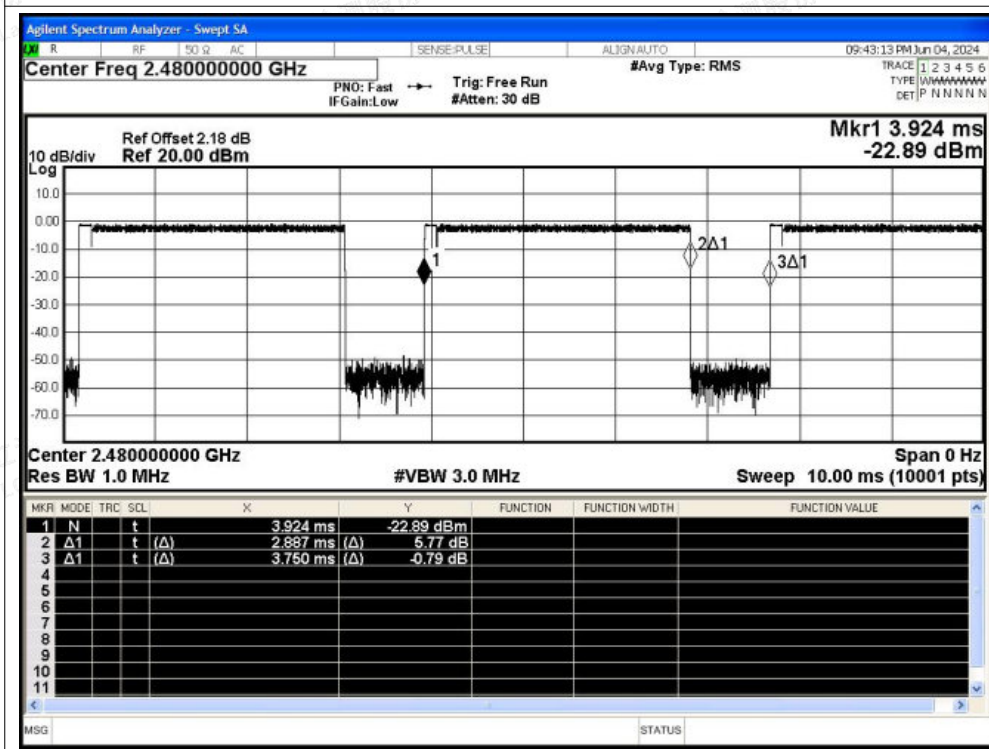 Agilent Spectrum Analyzer - Swept SA
LXI R RF 50 Ω AC SENSE:PULSE ALIGN AUTO 09:43:13 PM Jun 04, 2024
Center Freq 2.480000000 GHz #Avg Type: RMS TRACE 1 2 3 4 5 6
PNO: Fast Trig: Free Run TYPE WWWWWW
IFGain:Low #Atten: 30 dB DET P N N N N N
Mkr1 3.924 ms
Ref Offset 2.18 dB
10 dB/div Ref 20.00 dBm -22.89 dBm
Log
10.0
0.00
-10.0
2Δ1
1
3Δ1
-20.0
-30.0
-40.0
-50.0
-60.0
-70.0
Center 2.480000000 GHz Span 0 Hz
Res BW 1.0 MHz #VBW 3.0 MHz Sweep 10.00 ms (10001 pts)
MKR MODE TRC SCL X Y FUNCTION FUNCTION WIDTH FUNCTION VALUE
1 N t 3.924 ms -22.89 dBm
2 Δ1 t (Δ) 2.887 ms (Δ) 5.77 dB
3 Δ1 t (Δ) 3.750 ms (Δ) -0.79 dB
4
5
6
7
8
9
10
11
MSG STATUS